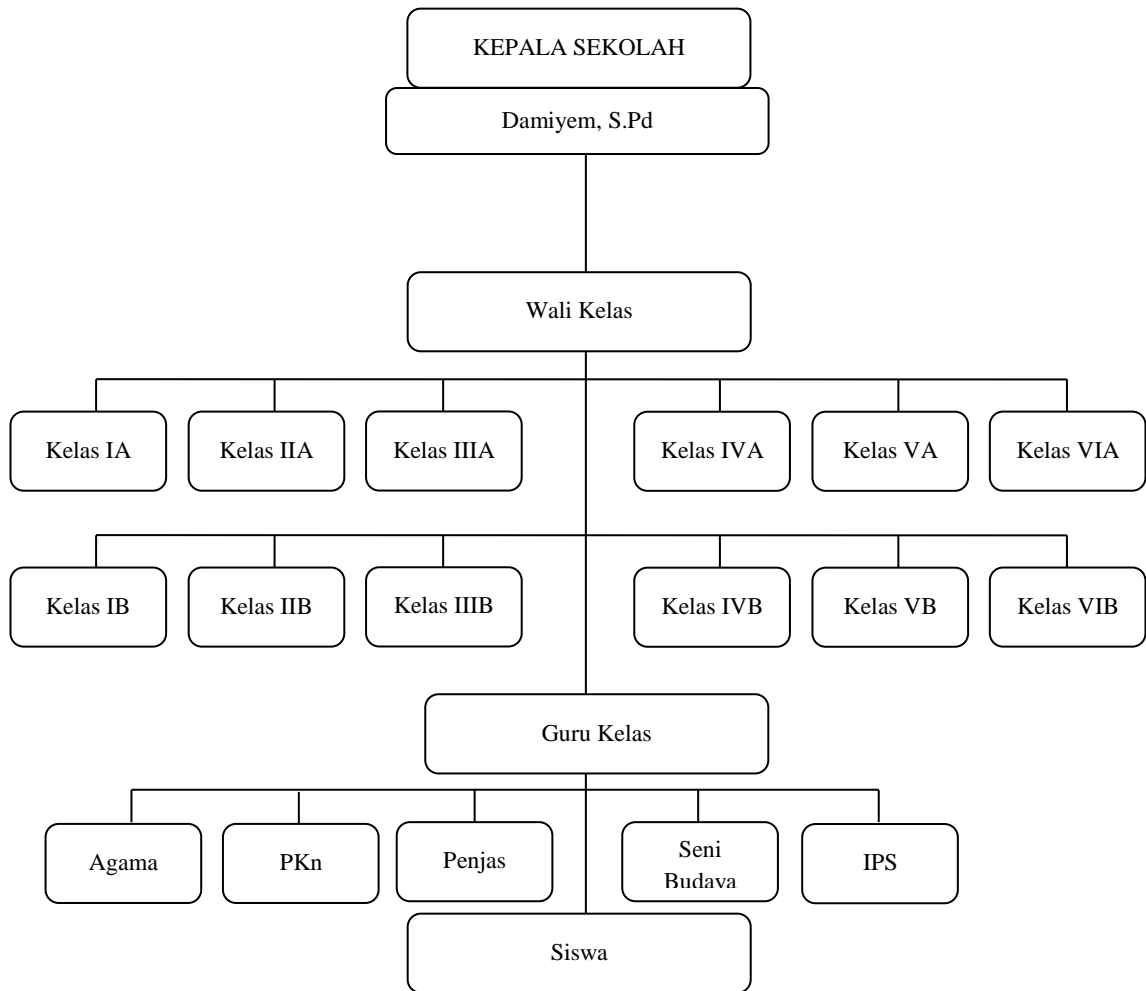 KEPALA SEKOLAH
Damiyem, S.Pd
Wali Kelas
Kelas IA
Kelas IIA
Kelas IIIA
Kelas IVA
Kelas VA
Kelas VIA
Kelas IB
Kelas IIB
Kelas IIIB
Kelas IVB
Kelas VB
Kelas VIB
Guru Kelas
Agama
PKn
Penjas
Seni
Budaya
IPS
Siswa